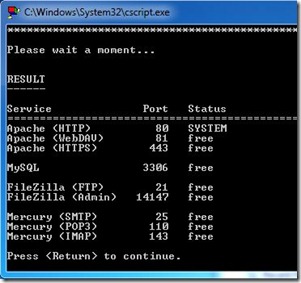 C:\Windows\System32\cscript.exe
****************************************
Please wait a moment...
RESULT
------
Service Port Status
========================================
Apache (HTTP) 80 SYSTEM
Apache (WebDAV) 81 free
Apache (HTTPS) 443 free
MySQL 3306 free
FileZilla (FTP) 21 free
FileZilla (Admin) 14147 free
Mercury (SMTP) 25 free
Mercury (POP3) 110 free
Mercury (IMAP) 143 free
Press <Return> to continue.